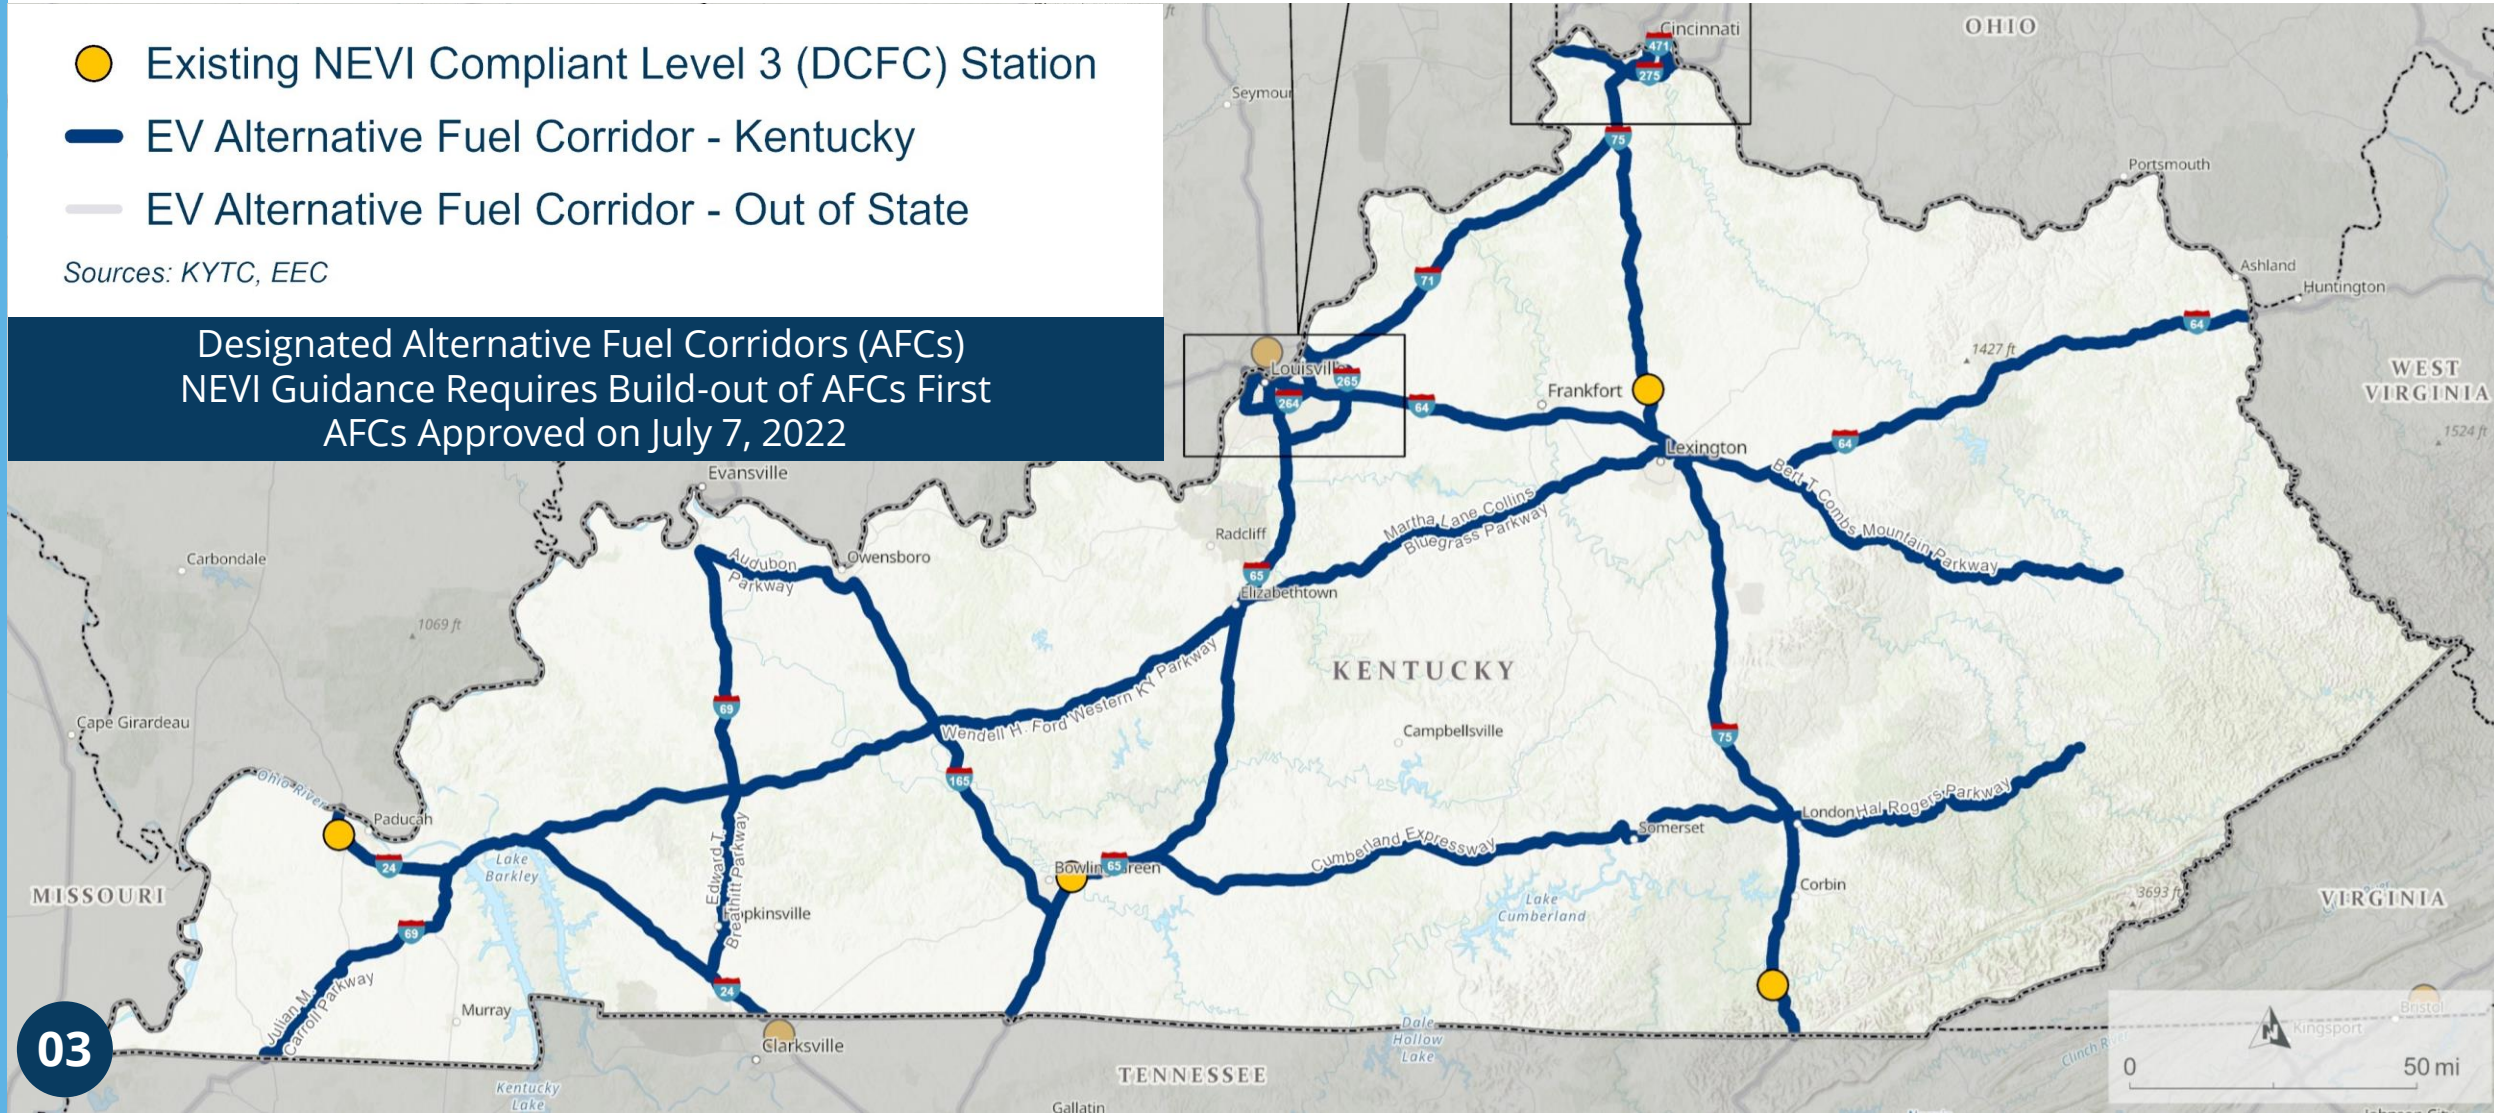 Existing NEVI Compliant Level 3 (DCFC) Station
EV Alternative Fuel Corridor - Kentucky
EV Alternative Fuel Corridor - Out of State
Sources: KYTC, EEC
Designated Alternative Fuel Corridors (AFCs)
NEVI Guidance Requires Build-out of AFCs First
AFCs Approved on July 7, 2022
ft
Cincinnati
OHIO
471
275
Seymour
75
Portsmouth
71
Ashland
Huntington
64
1427 ft
WEST
VIRGINIA
Louisville
265
264
64
Frankfort
1524 ft
Lexington
64
Evansville
Bert T Combs Mountain Parkway
Martha Lane Collins
Bluegrass Parkway
Radcliff
Carbondale
Audubon
Parkway
Owensboro
65
Elizabethtown
1069 ft
KENTUCKY
69
Wendell H. Ford Western KY Parkway
Cape Girardeau
Campbellsville
75
165
Ohio River
Paducah
London
Hal Rogers Parkway
Somerset
Cumberland Expressway
24
Lake
Barkley
Edward T.
Breathitt Parkway
Bowling Green
65
MISSOURI
Corbin
3693 ft
VIRGINIA
Hopkinsville
Lake
Cumberland
69
Julian M.
Carroll Parkway
24
Murray
Bristol
Kingsport
N
03
Clarksville
Dale
Hollow
Lake
Clinch River
TENNESSEE
0
50 mi
Kentucky
Lake
Gallatin
Johnson City